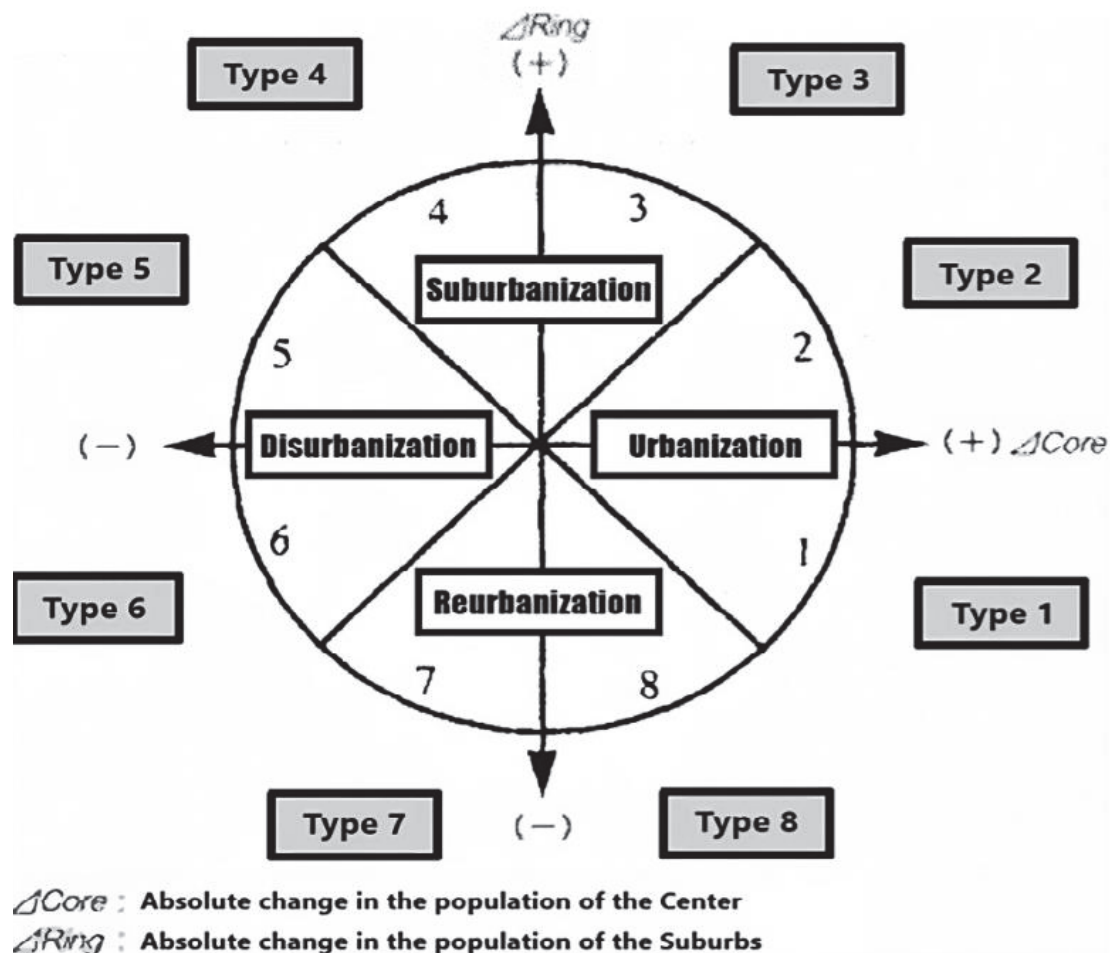 ⊿Ring
(+)
Type 4
Type 3
4
3
Type 5
Suburbanization
Type 2
5
2
(−)
Disurbanization
Urbanization
(+) ⊿Core
6
1
Type 6
Reurbanization
Type 1
7
8
Type 7
(−)
Type 8
⊿Core : Absolute change in the population of the Center
⊿Ring : Absolute change in the population of the Suburbs